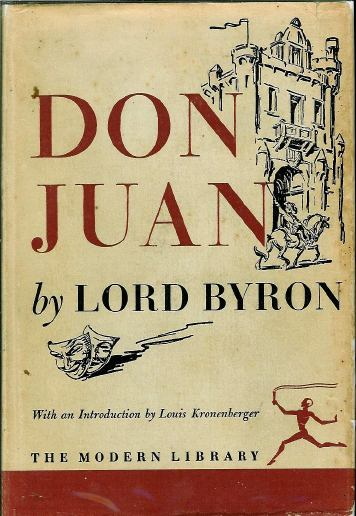 DON
JUAN
by LORD BYRON
With an Introduction by Louis Kronenberger
THE MODERN LIBRARY